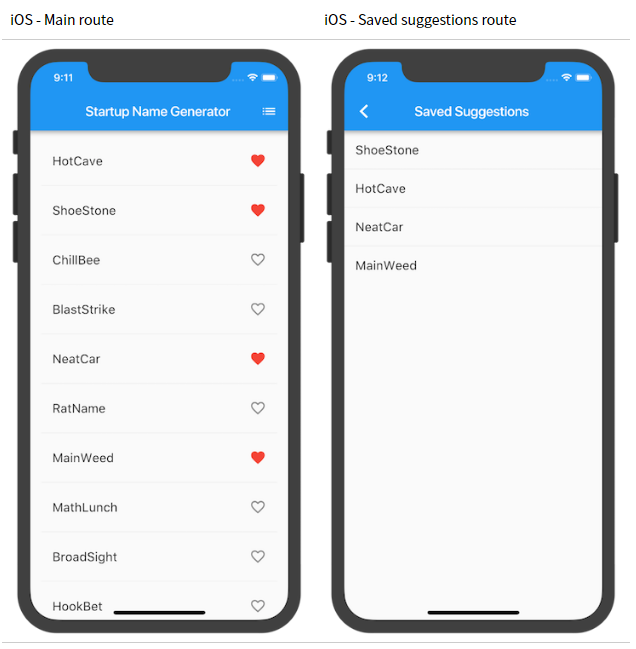 iOS - Main route
iOS - Saved suggestions route
9:11
Startup Name Generator
HotCave
ShoeStone
ChillBee
BlastStrike
NeatCar
RatName
MainWeed
MathLunch
BroadSight
HookBet
9:12
Saved Suggestions
ShoeStone
HotCave
NeatCar
MainWeed